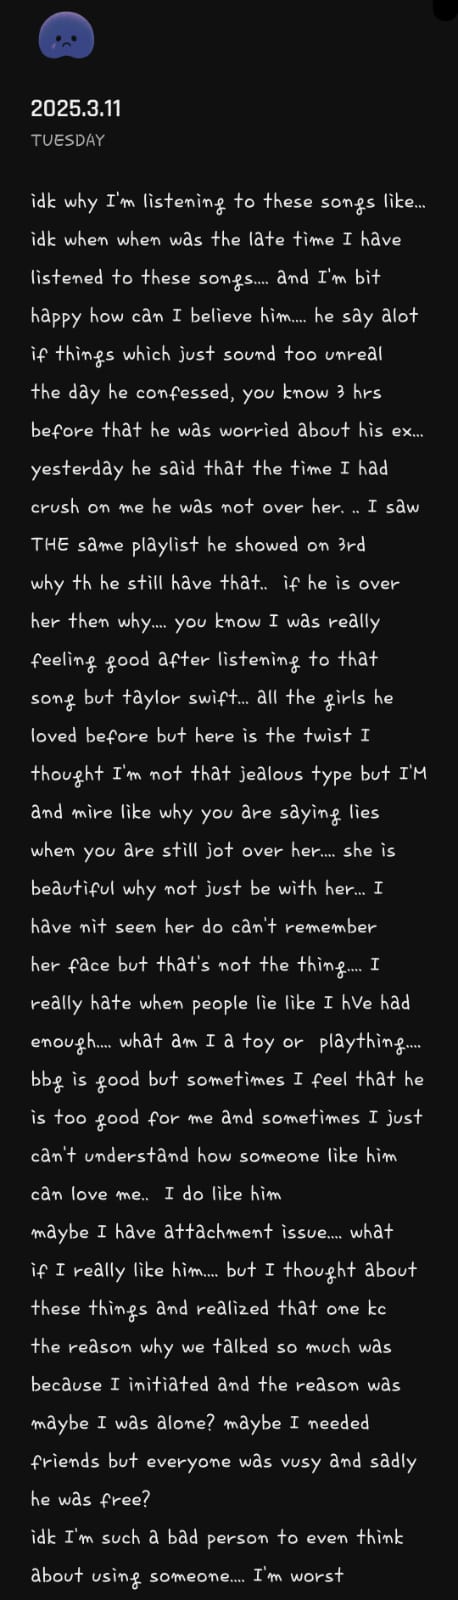 2025.3.11
TUESDAY
idk why I'm listening to these songs like...
idk when when was the late time I have
listened to these songs.... and I'm bit
happy how can I believe him.... he say alot
if things which just sound too unreal
the day he confessed, you know 3 hrs
before that he was worried about his ex...
yesterday he said that the time I had
crush on me he was not over her. .. I saw
THE same playlist he showed on 3rd
why th he still have that..  if he is over
her then why.... you know I was really
feeling good after listening to that
song but taylor swift... all the girls he
loved before but here is the twist I
thought I'm not that jealous type but I'M
and mire like why you are saying lies
when you are still jot over her.... she is
beautiful why not just be with her... I
have nit seen her do can't remember
her face but that's not the thing.... I
really hate when people lie like I hVe had
enough.... what am I a toy or  plaything....
bbg is good but sometimes I feel that he
is too good for me and sometimes I just
can't understand how someone like him
can love me..  I do like him
maybe I have attachment issue.... what
if I really like him.... but I thought about
these things and realized that one kc
the reason why we talked so much was
because I initiated and the reason was
maybe I was alone? maybe I needed
friends but everyone was vusy and sadly
he was free?
idk I'm such a bad person to even think
about using someone.... I'm worst